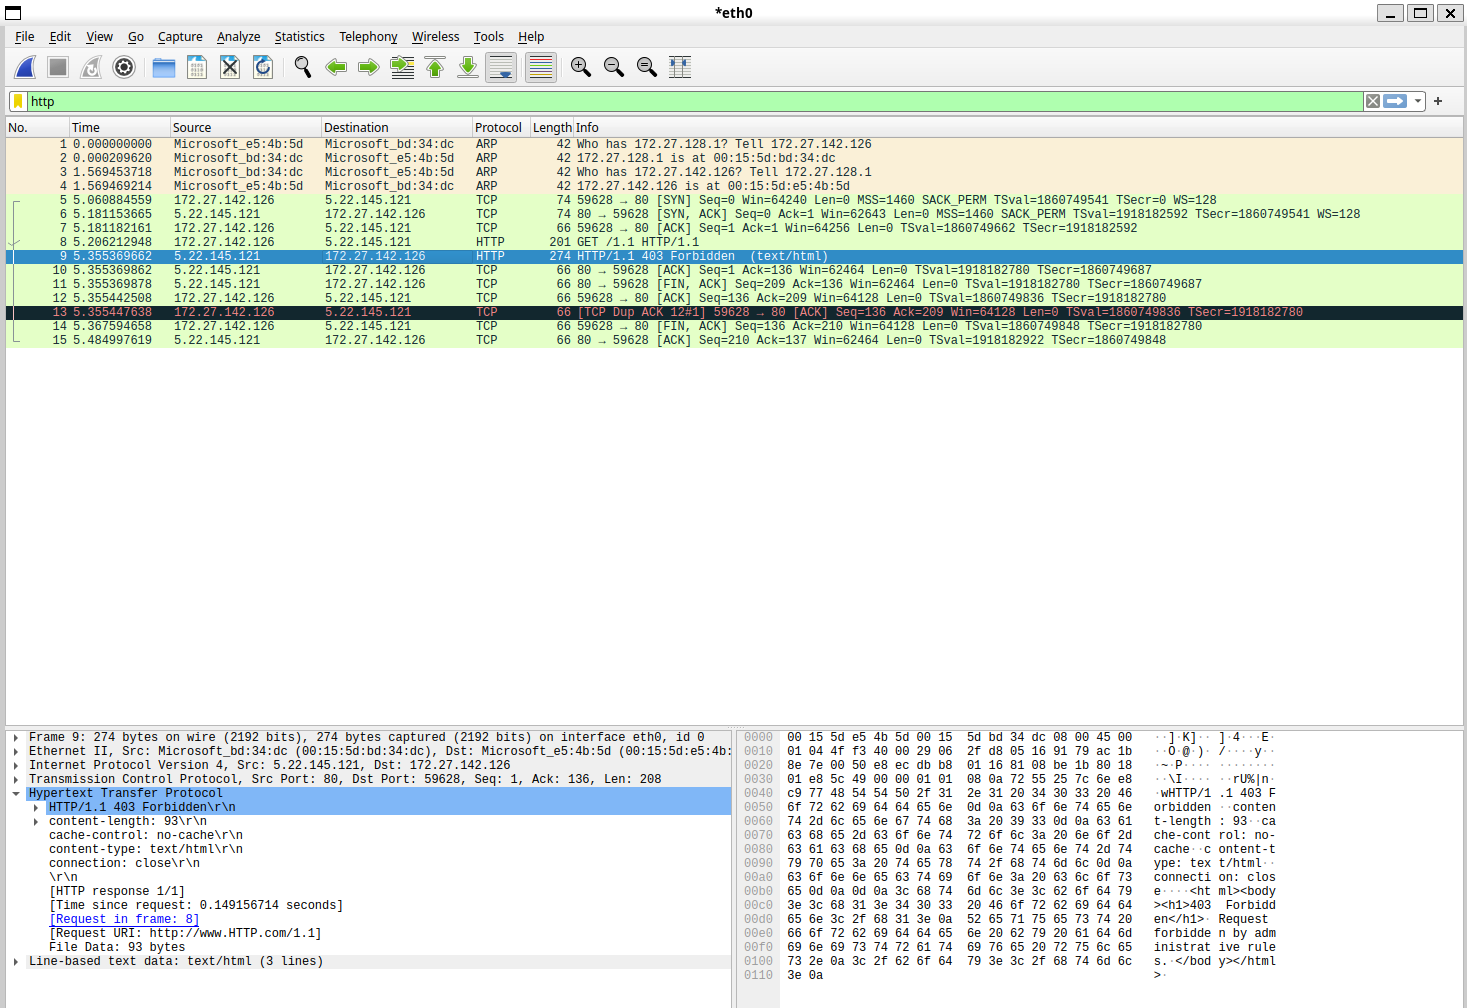 *eth0
File Edit View Go Capture Analyze Statistics Telephony Wireless Tools Help
http
No. Time Source Destination Protocol Length Info
1 0.000000000 Microsoft_e5:4b:5d Microsoft_bd:34:dc ARP 42 Who has 172.27.128.1? Tell 172.27.142.126
2 0.000209620 Microsoft_bd:34:dc Microsoft_e5:4b:5d ARP 42 172.27.128.1 is at 00:15:5d:bd:34:dc
3 1.569453718 Microsoft_bd:34:dc Microsoft_e5:4b:5d ARP 42 Who has 172.27.142.126? Tell 172.27.128.1
4 1.569469214 Microsoft_e5:4b:5d Microsoft_bd:34:dc ARP 42 172.27.142.126 is at 00:15:5d:e5:4b:5d
5 5.060884559 172.27.142.126 5.22.145.121 TCP 74 59628 → 80 [SYN] Seq=0 Win=64240 Len=0 MSS=1460 SACK_PERM TSval=1860749541 TSecr=0 WS=128
6 5.181153665 5.22.145.121 172.27.142.126 TCP 74 80 → 59628 [SYN, ACK] Seq=0 Ack=1 Win=62643 Len=0 MSS=1460 SACK_PERM TSval=1918182592 TSecr=1860749541 WS=128
7 5.181182161 172.27.142.126 5.22.145.121 TCP 66 59628 → 80 [ACK] Seq=1 Ack=1 Win=64256 Len=0 TSval=1860749662 TSecr=1918182592
8 5.206212948 172.27.142.126 5.22.145.121 HTTP 201 GET /1.1 HTTP/1.1
9 5.355369662 5.22.145.121 172.27.142.126 HTTP 274 HTTP/1.1 403 Forbidden  (text/html)
10 5.355369862 5.22.145.121 172.27.142.126 TCP 66 80 → 59628 [ACK] Seq=1 Ack=136 Win=62464 Len=0 TSval=1918182780 TSecr=1860749687
11 5.355369878 5.22.145.121 172.27.142.126 TCP 66 80 → 59628 [FIN, ACK] Seq=209 Ack=136 Win=62464 Len=0 TSval=1918182780 TSecr=1860749687
12 5.355442508 172.27.142.126 5.22.145.121 TCP 66 59628 → 80 [ACK] Seq=136 Ack=209 Win=64128 Len=0 TSval=1860749836 TSecr=1918182780
13 5.355447638 172.27.142.126 5.22.145.121 TCP 66 [TCP Dup ACK 12#1] 59628 → 80 [ACK] Seq=136 Ack=209 Win=64128 Len=0 TSval=1860749836 TSecr=1918182780
14 5.367594658 172.27.142.126 5.22.145.121 TCP 66 59628 → 80 [FIN, ACK] Seq=136 Ack=210 Win=64128 Len=0 TSval=1860749848 TSecr=1918182780
15 5.484997619 5.22.145.121 172.27.142.126 TCP 66 80 → 59628 [ACK] Seq=210 Ack=137 Win=62464 Len=0 TSval=1918182922 TSecr=1860749848
Frame 9: 274 bytes on wire (2192 bits), 274 bytes captured (2192 bits) on interface eth0, id 0
Ethernet II, Src: Microsoft_bd:34:dc (00:15:5d:bd:34:dc), Dst: Microsoft_e5:4b:5d (00:15:5d:e5:4b:
Internet Protocol Version 4, Src: 5.22.145.121, Dst: 172.27.142.126
Transmission Control Protocol, Src Port: 80, Dst Port: 59628, Seq: 1, Ack: 136, Len: 208
Hypertext Transfer Protocol
HTTP/1.1 403 Forbidden\r\n
content-length: 93\r\n
cache-control: no-cache\r\n
content-type: text/html\r\n
connection: close\r\n
\r\n
[HTTP response 1/1]
[Time since request: 0.149156714 seconds]
[Request in frame: 8]
[Request URI: http://www.HTTP.com/1.1]
File Data: 93 bytes
Line-based text data: text/html (3 lines)
0000 00 15 5d e5 4b 5d 00 15 5d bd 34 dc 08 00 45 00 ··]·K]·· ]·4···E·
0010 01 04 4f f3 40 00 29 06 2f d8 05 16 91 79 ac 1b ··O·@·)· /····y··
0020 8e 7e 00 50 e8 ec db b8 01 16 81 08 be 1b 80 18 ·~·P···· ········
0030 01 e8 5c 49 00 00 01 01 08 0a 72 55 25 7c 6e e8 ··\I···· ··rU%|n·
0040 c9 77 48 54 54 50 2f 31 2e 31 20 34 30 33 20 46 ·wHTTP/1 .1 403 F
0050 6f 72 62 69 64 64 65 6e 0d 0a 63 6f 6e 74 65 6e orbidden ··conten
0060 74 2d 6c 65 6e 67 74 68 3a 20 39 33 0d 0a 63 61 t-length : 93··ca
0070 63 68 65 2d 63 6f 6e 74 72 6f 6c 3a 20 6e 6f 2d che-cont rol: no-
0080 63 61 63 68 65 0d 0a 63 6f 6e 74 65 6e 74 2d 74 cache··c ontent-t
0090 79 70 65 3a 20 74 65 78 74 2f 68 74 6d 6c 0d 0a ype: tex t/html··
00a0 63 6f 6e 6e 65 63 74 69 6f 6e 3a 20 63 6c 6f 73 connecti on: clos
00b0 65 0d 0a 0d 0a 3c 68 74 6d 6c 3e 3c 62 6f 64 79 e····<ht ml><body
00c0 3e 3c 68 31 3e 34 30 33 20 46 6f 72 62 69 64 64 ><h1>403  Forbidd
00d0 65 6e 3c 2f 68 31 3e 0a 52 65 71 75 65 73 74 20 en</h1>· Request
00e0 66 6f 72 62 69 64 64 65 6e 20 62 79 20 61 64 6d forbidde n by adm
00f0 69 6e 69 73 74 72 61 74 69 76 65 20 72 75 6c 65 inistrat ive rule
0100 73 2e 0a 3c 2f 62 6f 64 79 3e 3c 2f 68 74 6d 6c s.·</bod y></html
0110 3e 0a >·